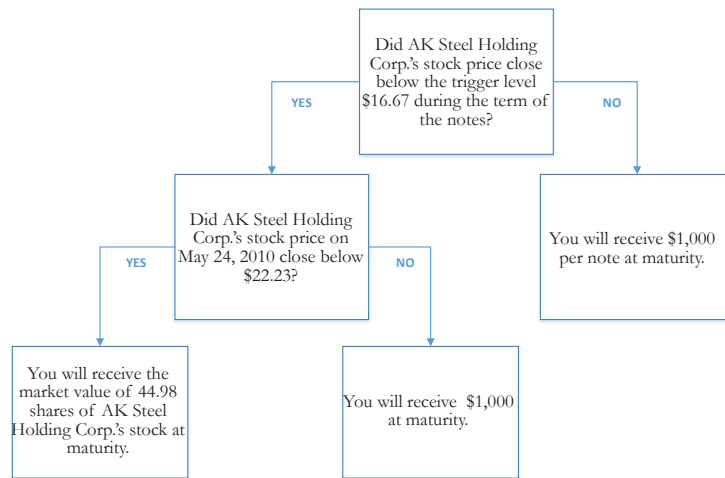 Did AK Steel Holding
Corp.'s stock price close
below the trigger level
$16.67 during the term of
the notes?
YES
NO
Did AK Steel Holding
Corp.'s stock price on
May 24, 2010 close below
$22.23?
You will receive $1,000
per note at maturity.
YES
NO
You will receive the
market value of 44.98
shares of AK Steel
Holding Corp.'s stock at
maturity.
You will receive $1,000
at maturity.